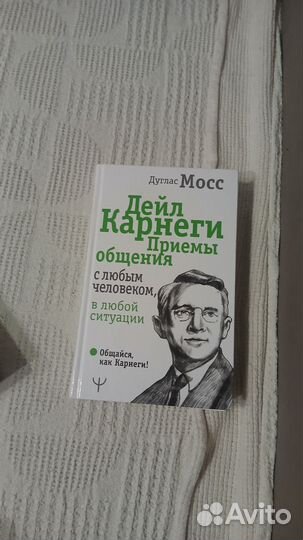 Дуглас Мосс
Дейл
Карнеги
Приемы
общения
с любым
человеком,
в любой
ситуации
Общайся,
как Карнеги!
Avito